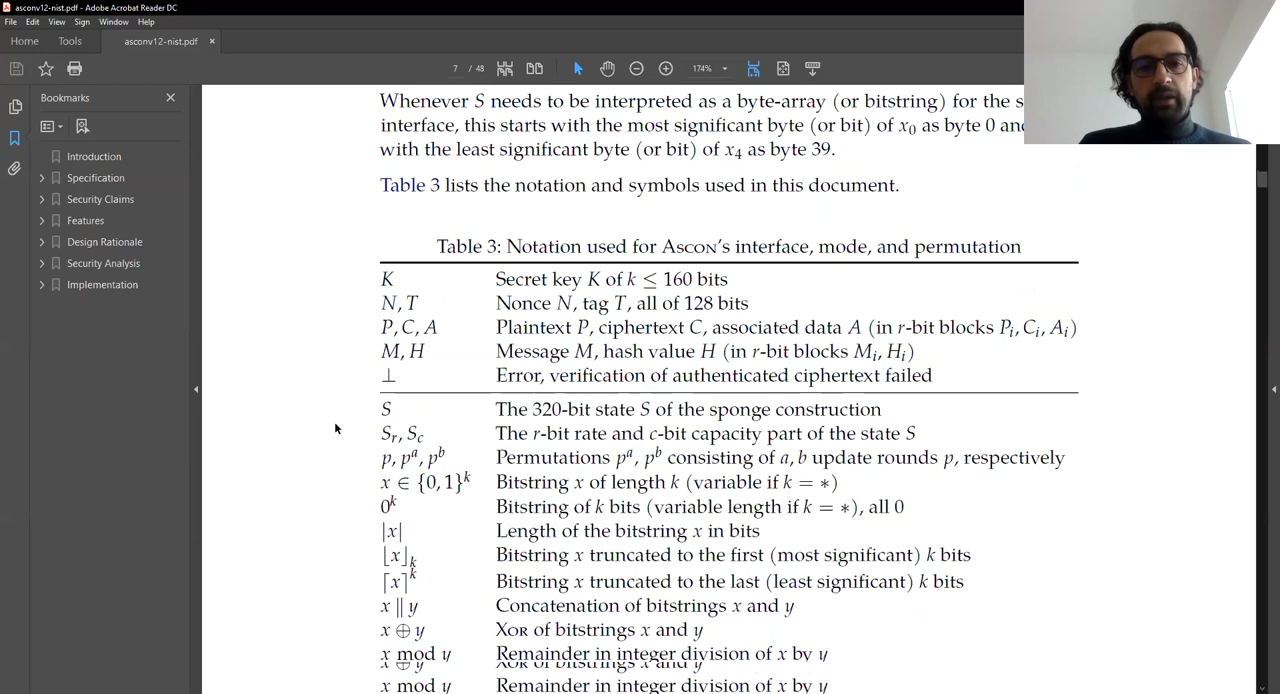 asconv12-nist.pdf - Adobe Acrobat Reader DC
File Edit View Sign Window Help
Home Tools asconv12-nist.pdf ×
7 / 48 174%
Bookmarks
Introduction
Specification
Security Claims
Features
Design Rationale
Security Analysis
Implementation
Whenever S needs to be interpreted as a byte-array (or bitstring) for the s
interface, this starts with the most significant byte (or bit) of x₀ as byte 0 and
with the least significant byte (or bit) of x₄ as byte 39.
Table 3 lists the notation and symbols used in this document.
Table 3: Notation used for Ascon's interface, mode, and permutation
K Secret key K of k ≤ 160 bits
N, T Nonce N, tag T, all of 128 bits
P, C, A Plaintext P, ciphertext C, associated data A (in r-bit blocks Pᵢ, Cᵢ, Aᵢ)
M, H Message M, hash value H (in r-bit blocks Mᵢ, Hᵢ)
⊥ Error, verification of authenticated ciphertext failed
S The 320-bit state S of the sponge construction
Sᵣ, S_c The r-bit rate and c-bit capacity part of the state S
p, pᵃ, pᵇ Permutations pᵃ, pᵇ consisting of a, b update rounds p, respectively
x ∈ {0, 1}ᵏ Bitstring x of length k (variable if k = ∗)
0ᵏ Bitstring of k bits (variable length if k = ∗), all 0
|x| Length of the bitstring x in bits
⌊x⌋ₖ Bitstring x truncated to the first (most significant) k bits
⌈x⌉ᵏ Bitstring x truncated to the last (least significant) k bits
x ∥ y Concatenation of bitstrings x and y
x ⊕ y Xor of bitstrings x and y
x mod y Remainder in integer division of x by y
x ⊕ y Xor of bitstrings x and y
x mod y Remainder in integer division of x by y